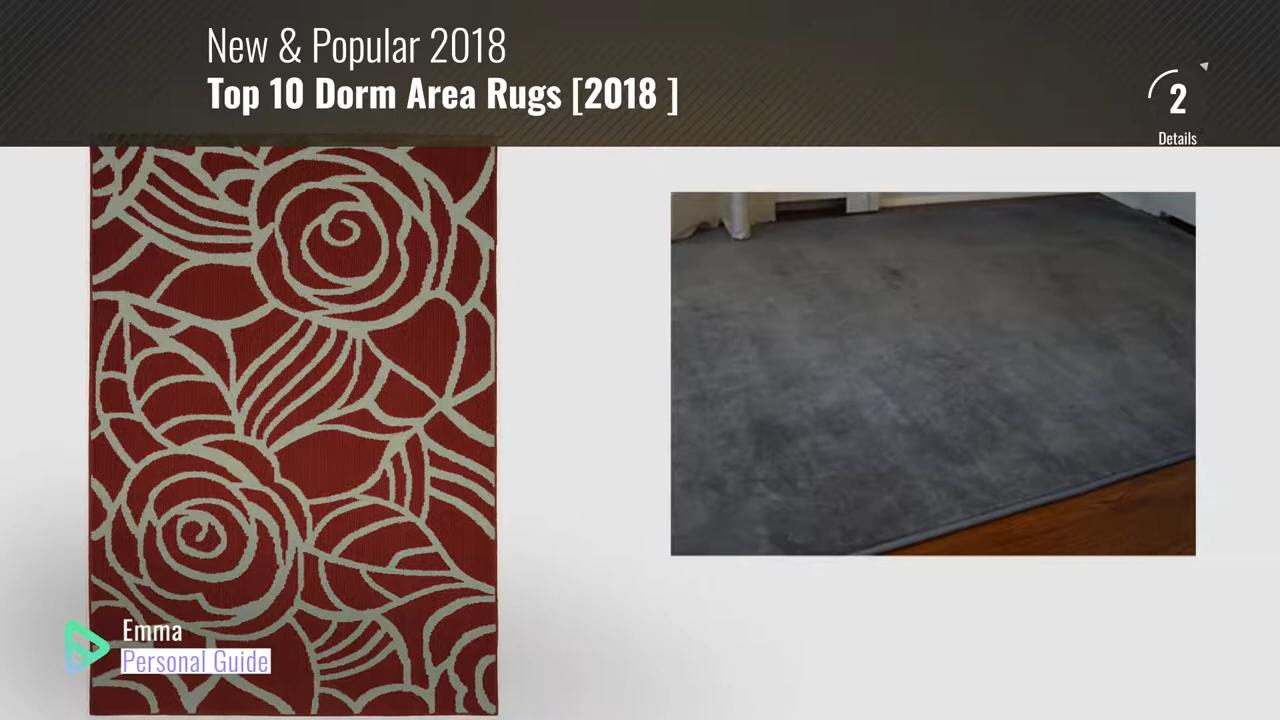 New & Popular 2018
Top 10 Dorm Area Rugs [2018 ]
2
Details
Emma
Personal Guide